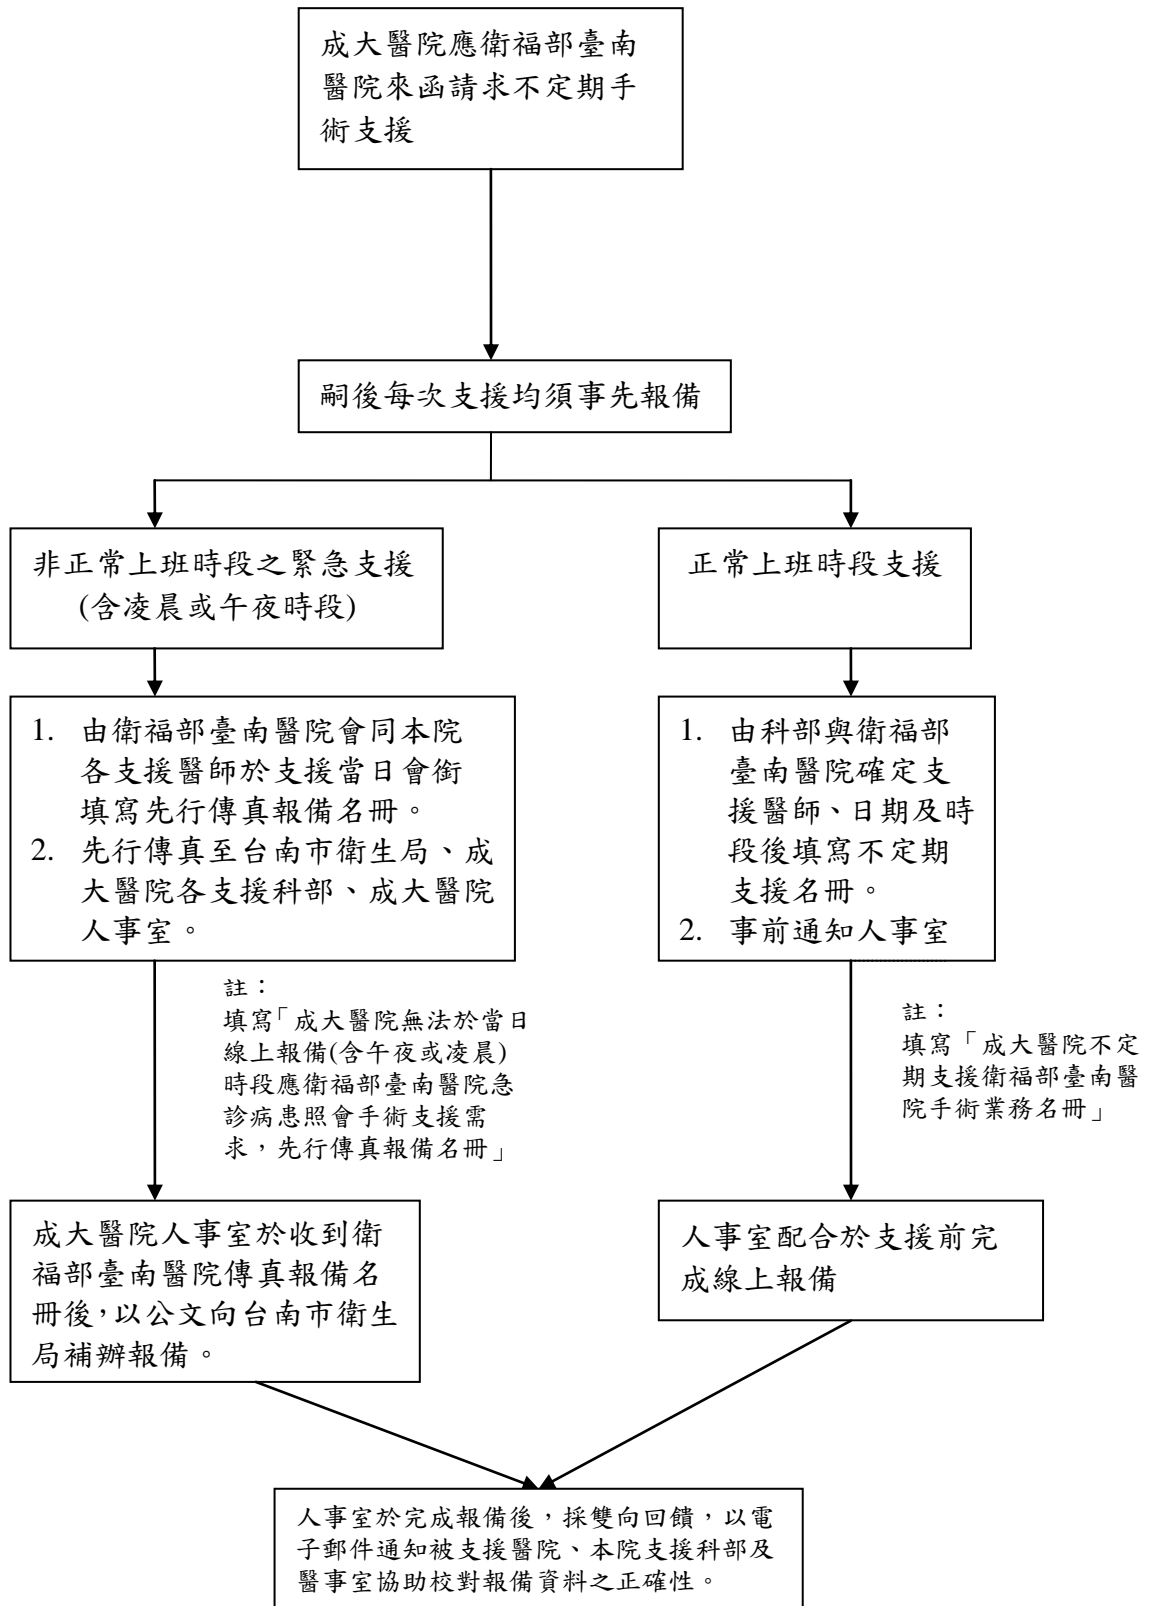 成大醫院應衛福部臺南
醫院來函請求不定期手
術支援
嗣後每次支援均須事先報備
非正常上班時段之緊急支援
(含凌晨或午夜時段)
正常上班時段支援
1. 由衛福部臺南醫院會同本院
各支援醫師於支援當日會銜
填寫先行傳真報備名冊。
2. 先行傳真至台南市衛生局、成
大醫院各支援科部、成大醫院
人事室。
1. 由科部與衛福部
臺南醫院確定支
援醫師、日期及時
段後填寫不定期
支援名冊。
2. 事前通知人事室
註：
填寫「成大醫院無法於當日
線上報備(含午夜或凌晨)
時段應衛福部臺南醫院急
診病患照會手術支援需
求，先行傳真報備名冊」
註：
填寫「成大醫院不定
期支援衛福部臺南醫
院手術業務名冊」
成大醫院人事室於收到衛
福部臺南醫院傳真報備名
冊後，以公文向台南市衛生
局補辦報備。
人事室配合於支援前完
成線上報備
人事室於完成報備後，採雙向回饋，以電
子郵件通知被支援醫院、本院支援科部及
醫事室協助校對報備資料之正確性。